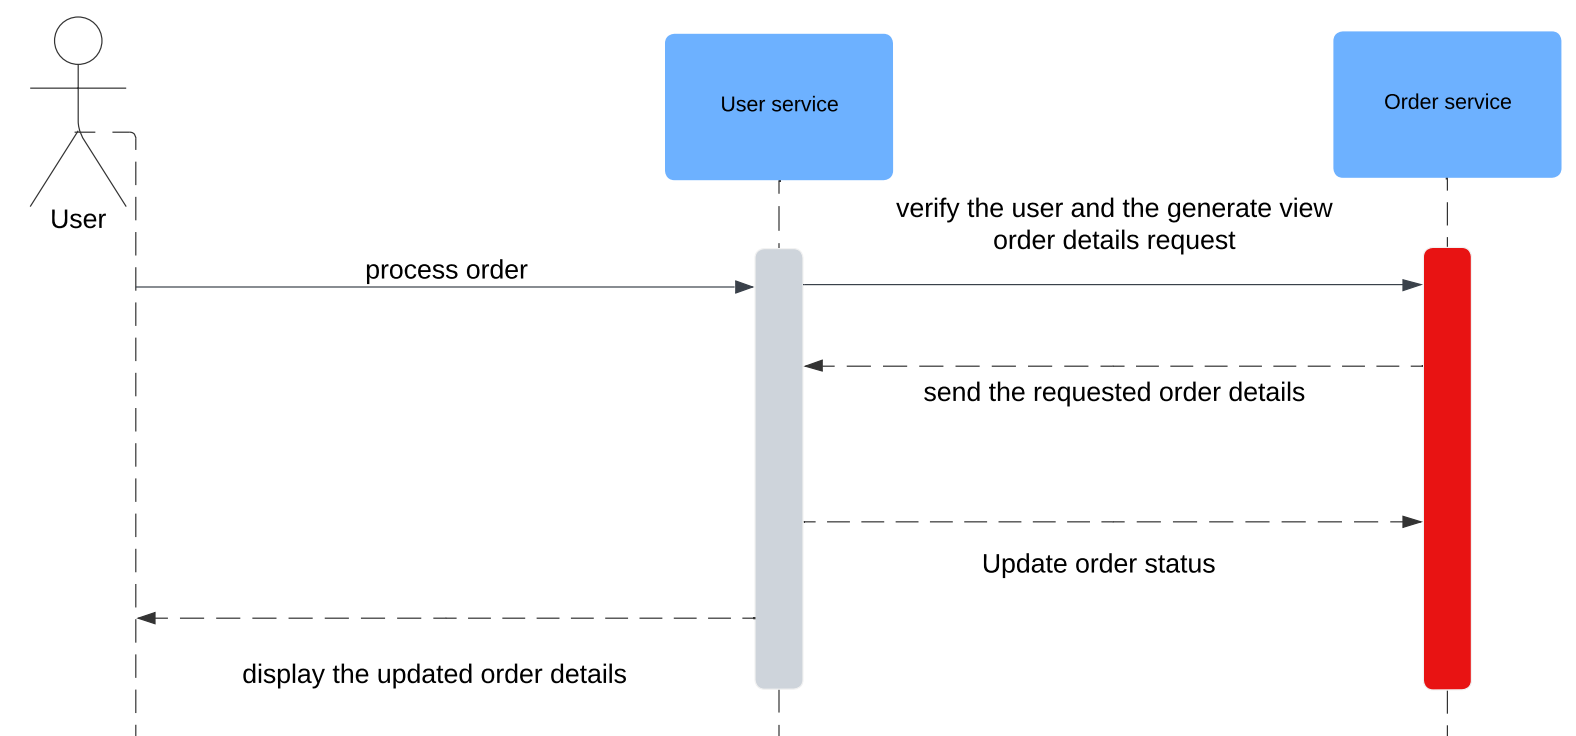 User service
Order service
verify the user and the generate view
order details request
User
process order
send the requested order details
Update order status
display the updated order details